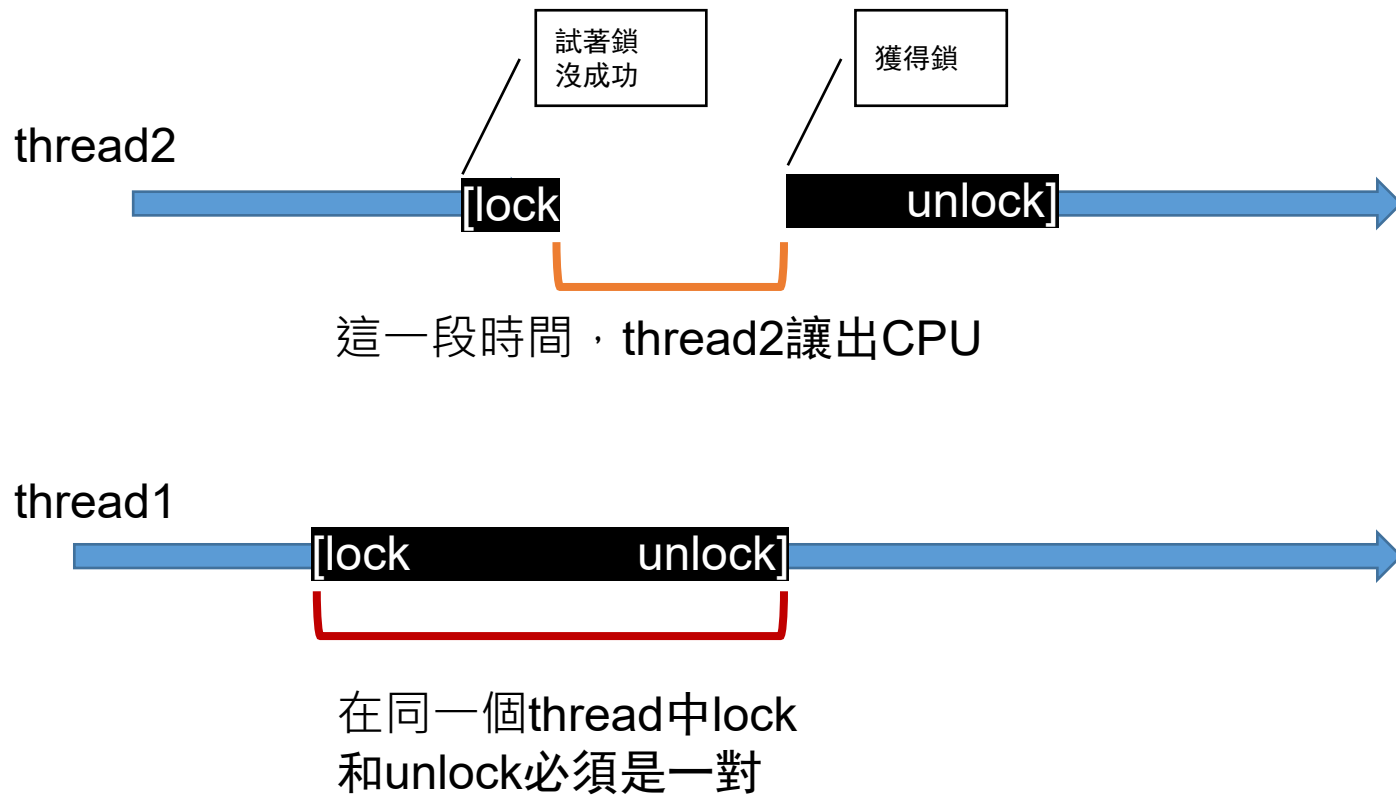 試著鎖
沒成功
獲得鎖
thread2
[lock
unlock]
這一段時間，thread2讓出CPU
thread1
[lock unlock]
在同一個thread中lock
和unlock必須是一對